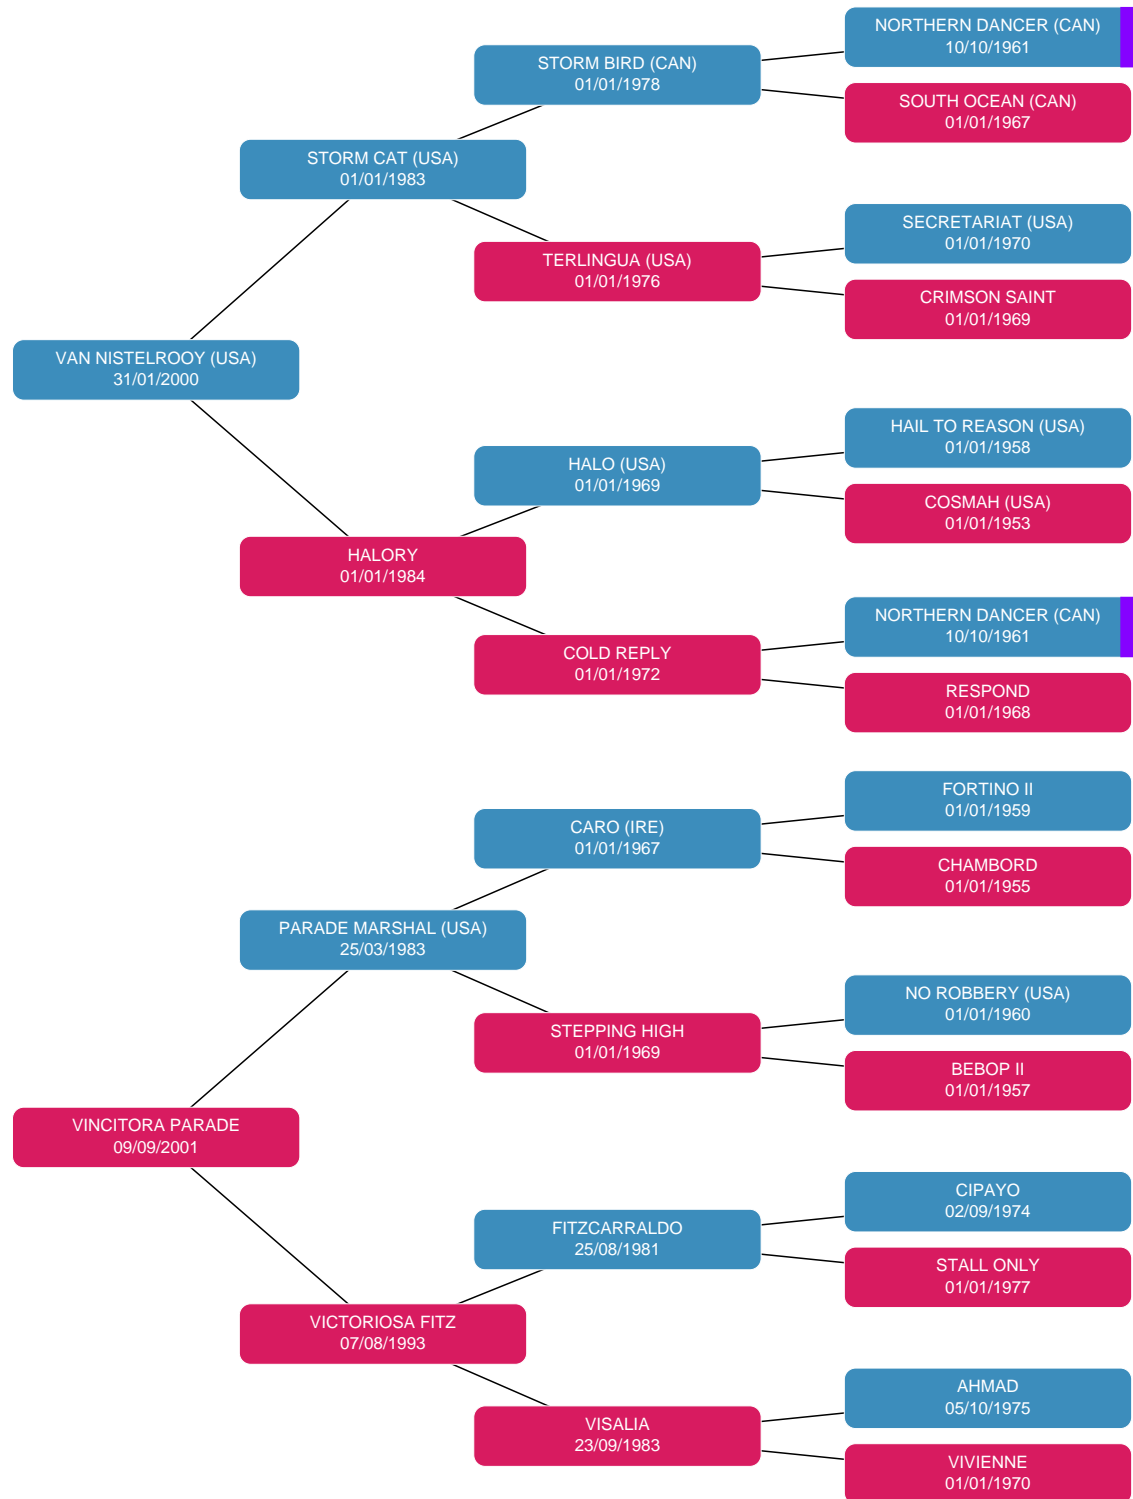 NORTHERN DANCER (CAN)
10/10/1961
STORM BIRD (CAN)
01/01/1978
SOUTH OCEAN (CAN)
01/01/1967
STORM CAT (USA)
01/01/1983
SECRETARIAT (USA)
01/01/1970
TERLINGUA (USA)
01/01/1976
CRIMSON SAINT
01/01/1969
VAN NISTELROOY (USA)
31/01/2000
HAIL TO REASON (USA)
01/01/1958
HALO (USA)
01/01/1969
COSMAH (USA)
01/01/1953
HALORY
01/01/1984
NORTHERN DANCER (CAN)
10/10/1961
COLD REPLY
01/01/1972
RESPOND
01/01/1968
FORTINO II
01/01/1959
CARO (IRE)
01/01/1967
CHAMBORD
01/01/1955
PARADE MARSHAL (USA)
25/03/1983
NO ROBBERY (USA)
01/01/1960
STEPPING HIGH
01/01/1969
BEBOP II
01/01/1957
VINCITORA PARADE
09/09/2001
CIPAYO
02/09/1974
FITZCARRALDO
25/08/1981
STALL ONLY
01/01/1977
VICTORIOSA FITZ
07/08/1993
AHMAD
05/10/1975
VISALIA
23/09/1983
VIVIENNE
01/01/1970